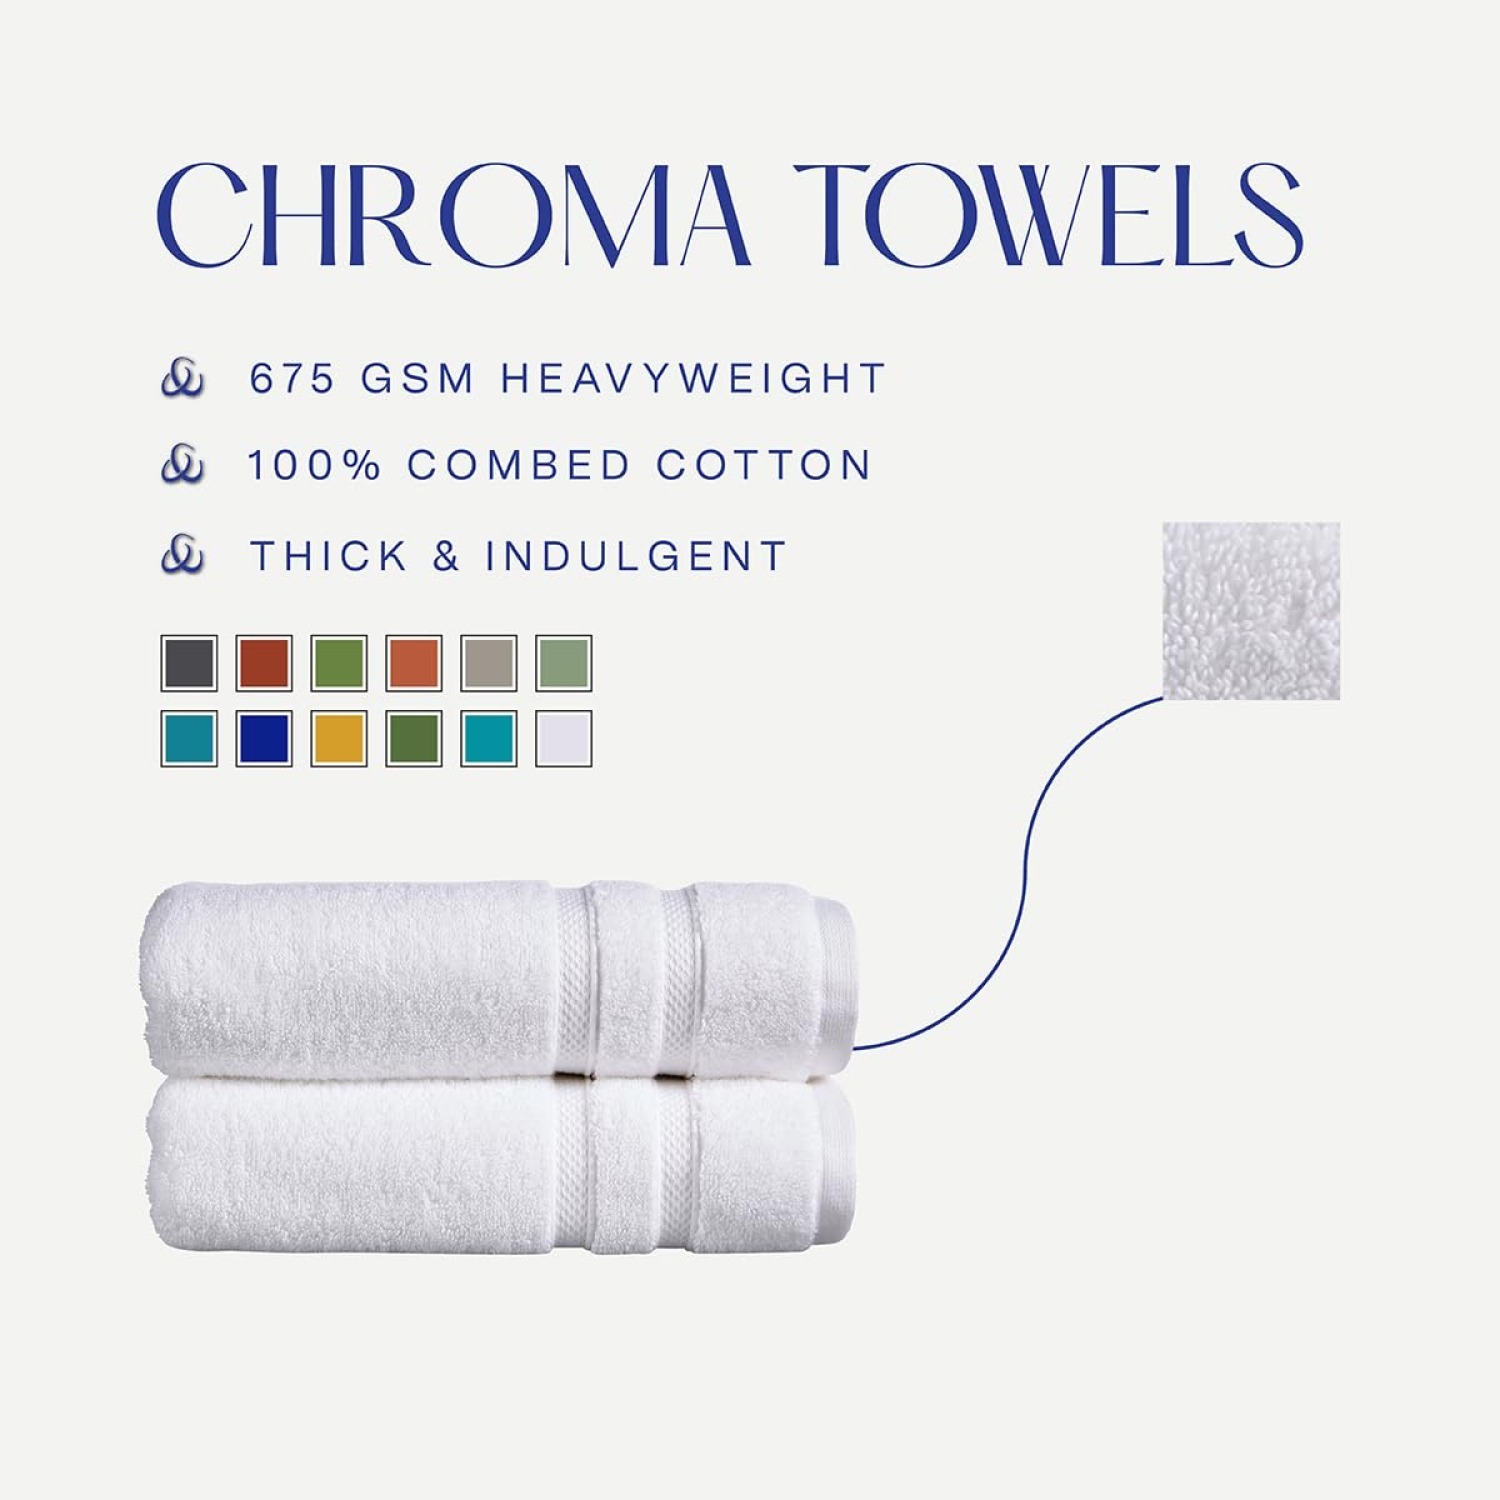 CHROMA TOWELS
675 GSM HEAVYWEIGHT
100% COMBED COTTON
THICK & INDULGENT